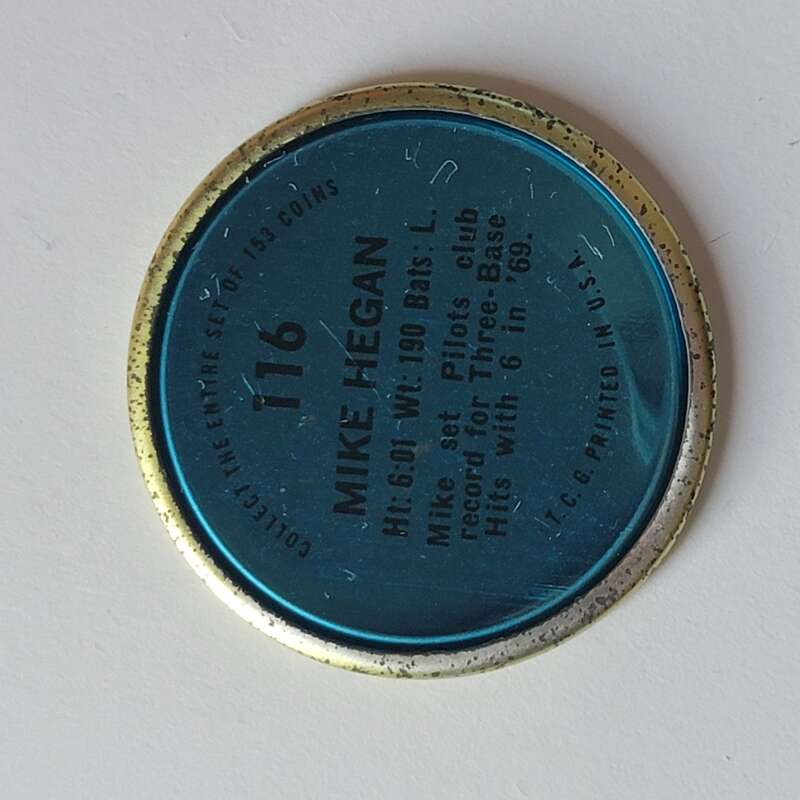 COLLECT THE ENTIRE SET OF 153 COINS
116
MIKE HEGAN
Ht: 6:01 Wt: 190 Bats: L.
Mike set Pilots club
record for Three-Base
Hits with 6 in '69.
T. C. G. PRINTED IN U.S.A.